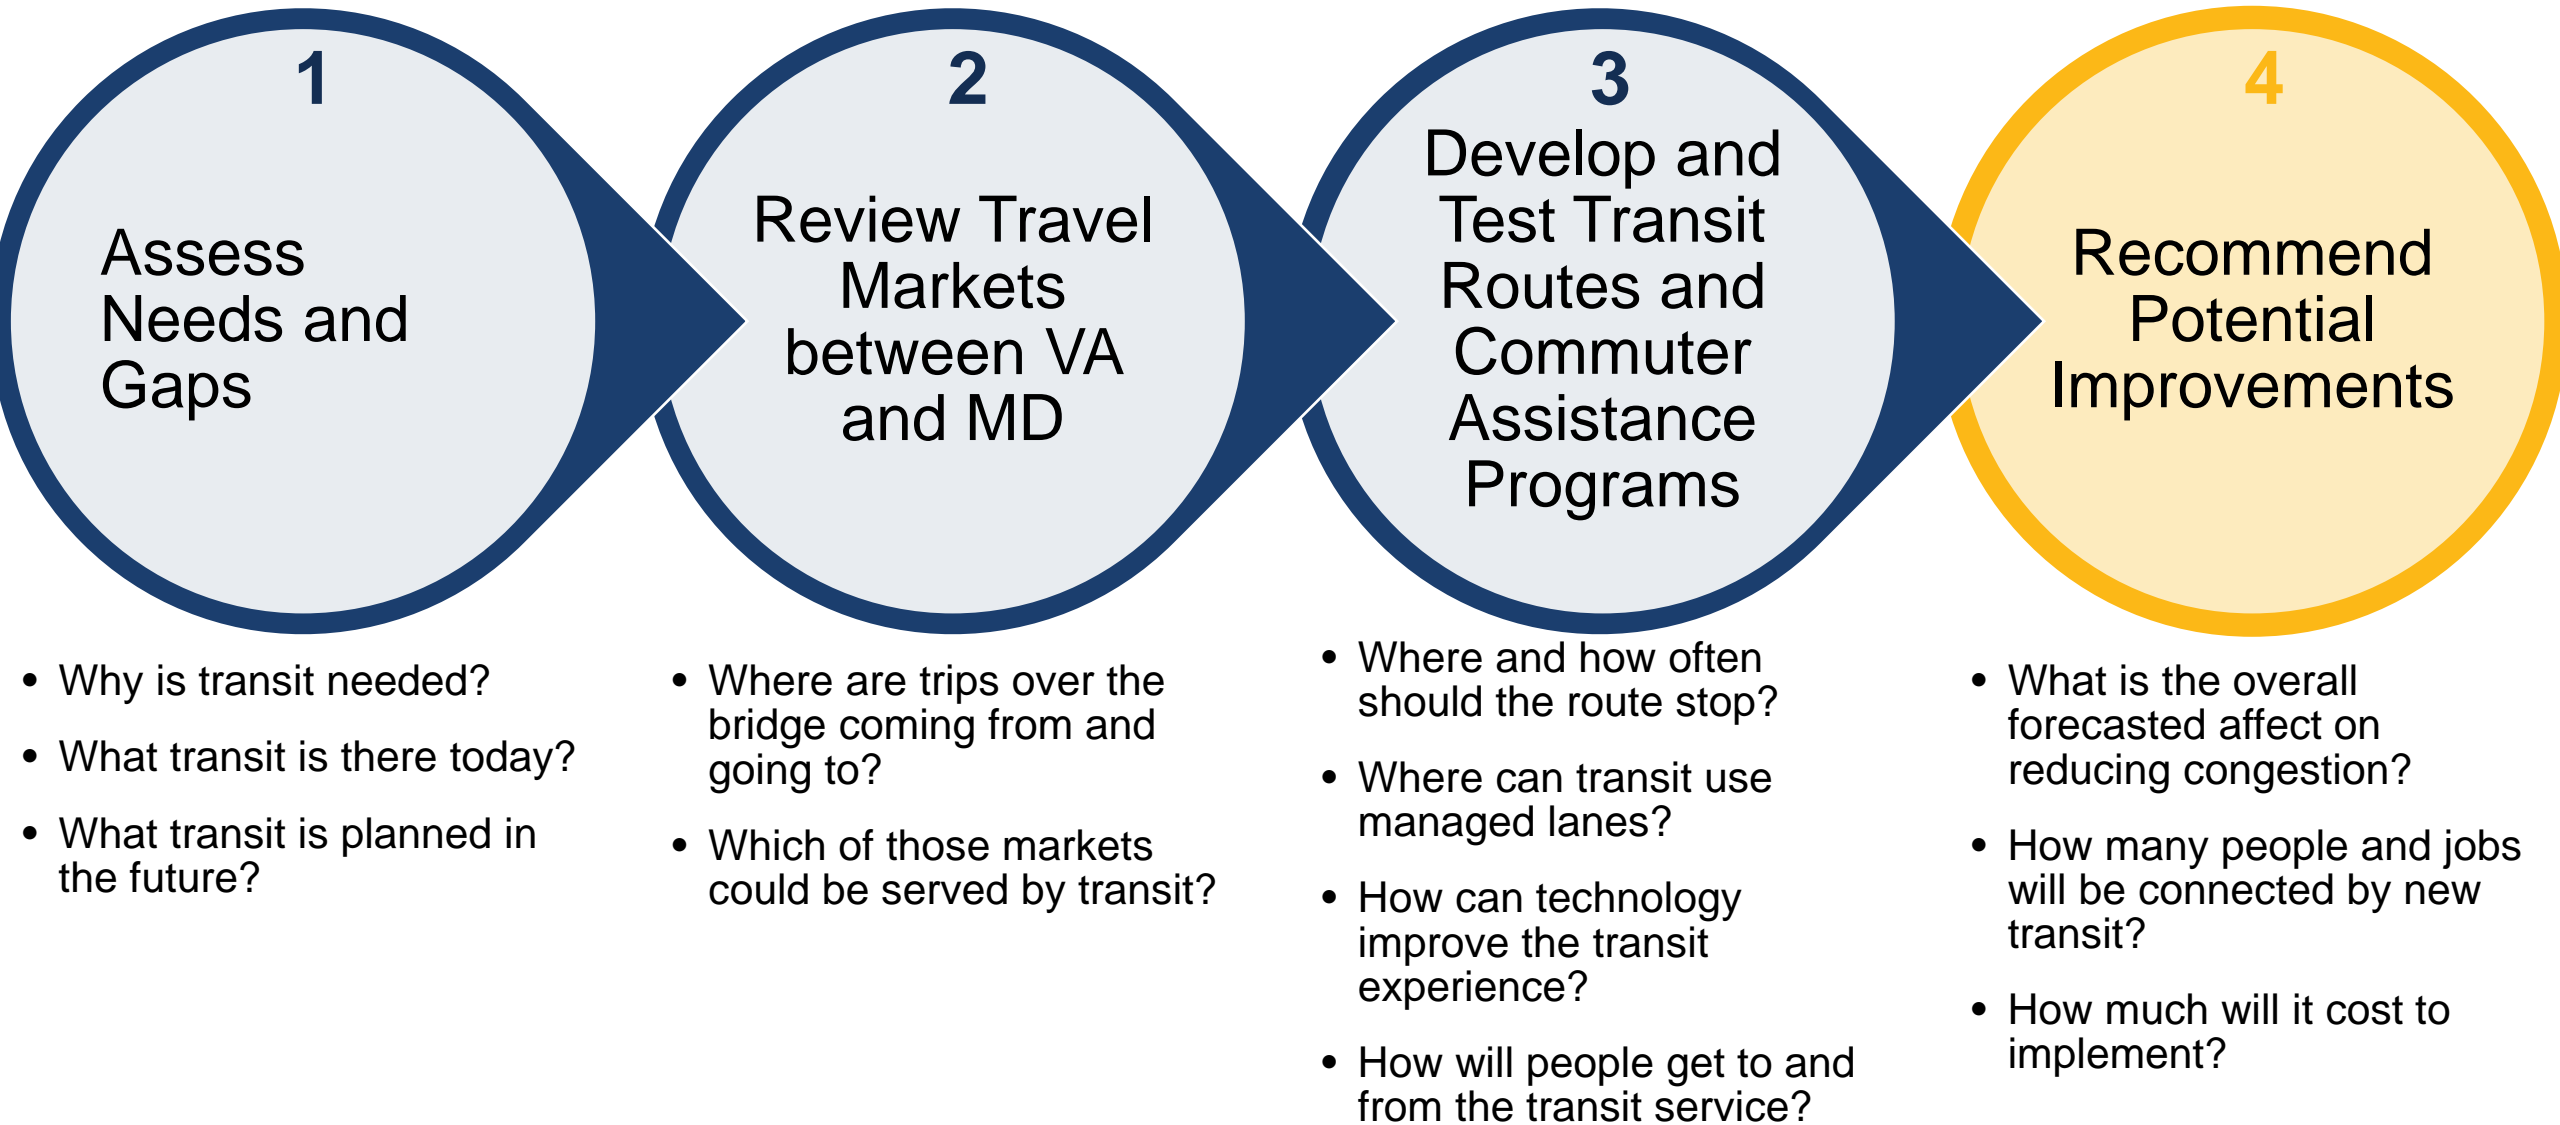 1
Assess
Needs and
Gaps
• Why is transit needed?
• What transit is there today?
• What transit is planned in
the future?
2
Review Travel
Markets
between VA
and MD
• Where are trips over the
bridge coming from and
going to?
• Which of those markets
could be served by transit?
3
Develop and
Test Transit
Routes and
Commuter
Assistance
Programs
• Where and how often
should the route stop?
• Where can transit use
managed lanes?
• How can technology
improve the transit
experience?
• How will people get to and
from the transit service?
4
Recommend
Potential
Improvements
• What is the overall
forecasted affect on
reducing congestion?
• How many people and jobs
will be connected by new
transit?
• How much will it cost to
implement?